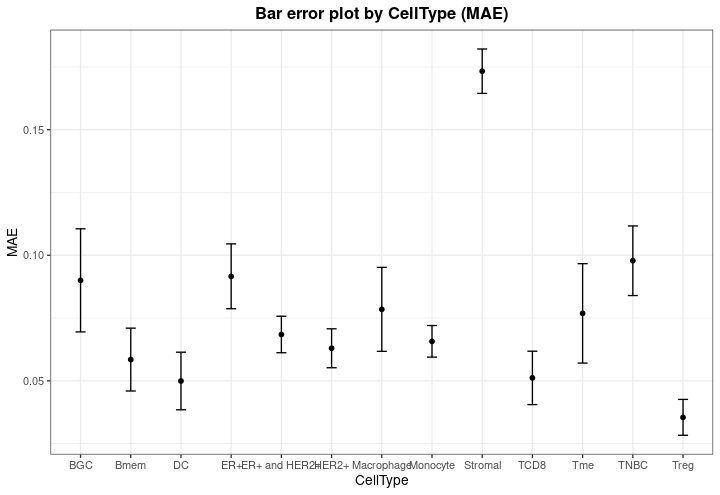 Bar error plot by CellType (MAE)
MAE
0.15
0.10
0.05
BGC Bmem DC ER+ ER+ and HER2+ HER2+ Macrophage Monocyte Stromal TCD8 Tme TNBC Treg
CellType